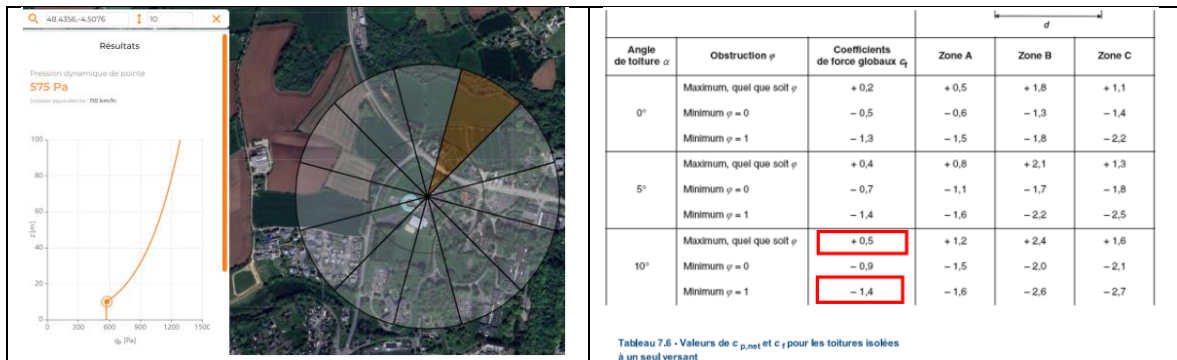 48.4356,-4.5076 10
Résultats
Pression dynamique de pointe
575 Pa
(vitesse équivalente : 110 km/h)
100
80
60
40
20
0
z [m]
0 300 600 900 1200 1500
qₚ [Pa]
d
Angle de toiture α Obstruction φ Coefficients de force globaux cf Zone A Zone B Zone C
0°
Maximum, quel que soit φ + 0,2 + 0,5 + 1,8 + 1,1
Minimum φ = 0 – 0,5 – 0,6 – 1,3 – 1,4
Minimum φ = 1 – 1,3 – 1,5 – 1,8 – 2,2
5°
Maximum, quel que soit φ + 0,4 + 0,8 + 2,1 + 1,3
Minimum φ = 0 – 0,7 – 1,1 – 1,7 – 1,8
Minimum φ = 1 – 1,4 – 1,6 – 2,2 – 2,5
10°
Maximum, quel que soit φ + 0,5 + 1,2 + 2,4 + 1,6
Minimum φ = 0 – 0,9 – 1,5 – 2,0 – 2,1
Minimum φ = 1 – 1,4 – 1,6 – 2,6 – 2,7
Tableau 7.6 - Valeurs de c p,net et c f pour les toitures isolées
à un seul versant